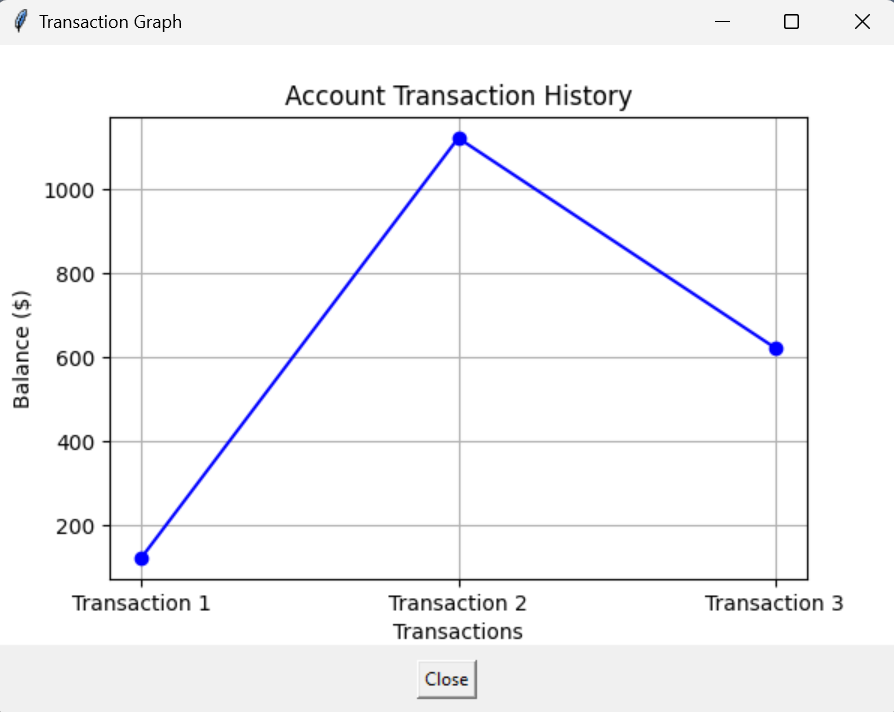 Transaction Graph
Account Transaction History
1000
800
600
400
200
Balance ($)
Transaction 1 Transaction 2 Transaction 3
Transactions
Close